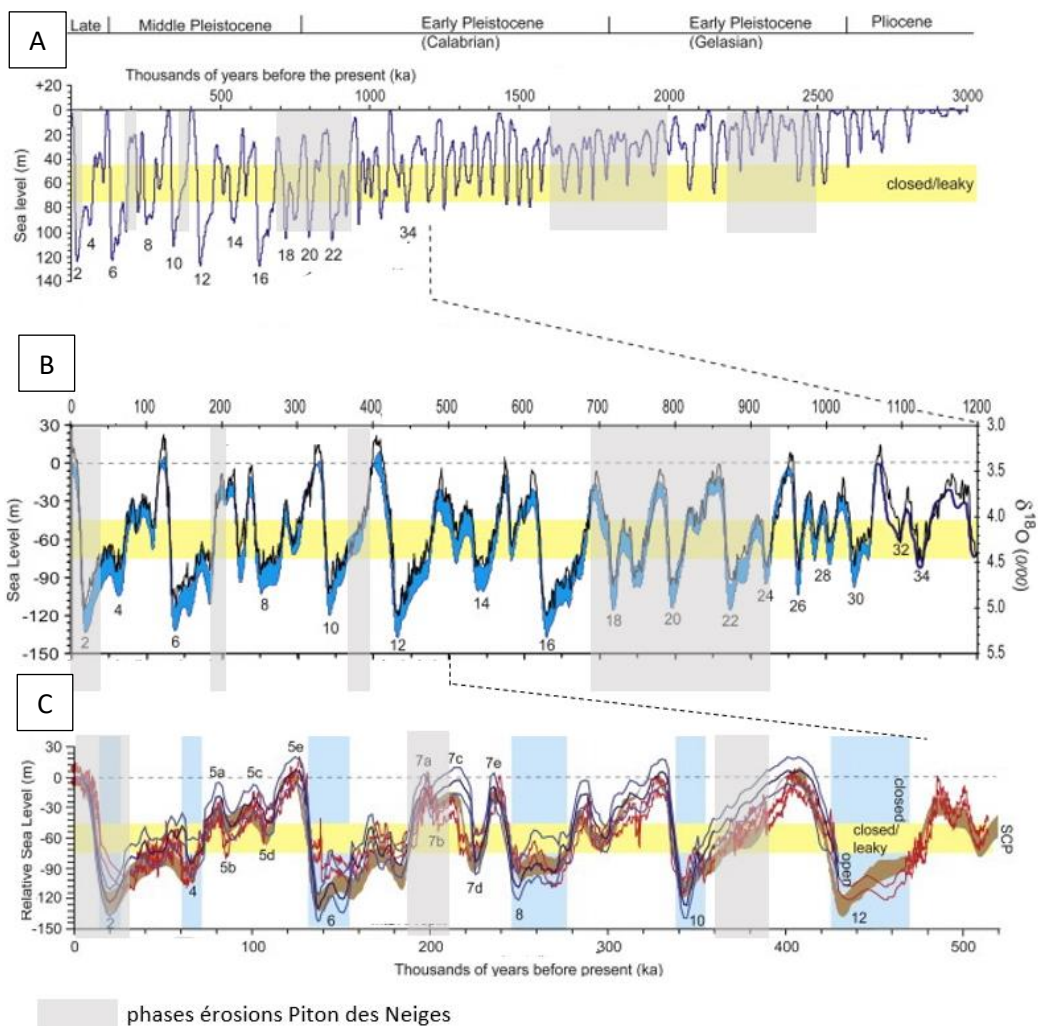 A
Late Middle Pleistocene Early Pleistocene Early Pleistocene Pliocene
(Calabrian) (Gelasian)
Thousands of years before the present (ka)
500 1000 1500 2000 2500 3000
+20
0
20
40
60
80
100
120
140
Sea level (m)
closed/leaky
2 4 6 8 10 12 14 16 18 20 22 34
B
0 100 200 300 400 500 600 700 800 900 1000 1100 1200
30
0
-30
-60
-90
-120
-150
Sea Level (m)
3.0
3.5
4.0
4.5
5.0
5.5
δ18O (0/00)
2 4 6 8 10 12 14 16 18 20 22 24 26 28 30 32 34
C
30
0
-30
-60
-90
-120
-150
Relative Sea Level (m)
2 4 5a 5b 5c 5d 5e 6 7a 7b 7c 7d 7e 8 10 12
closed
closed/
leaky
open
SCP
0 100 200 300 400 500
Thousands of years before present (ka)
phases érosions Piton des Neiges